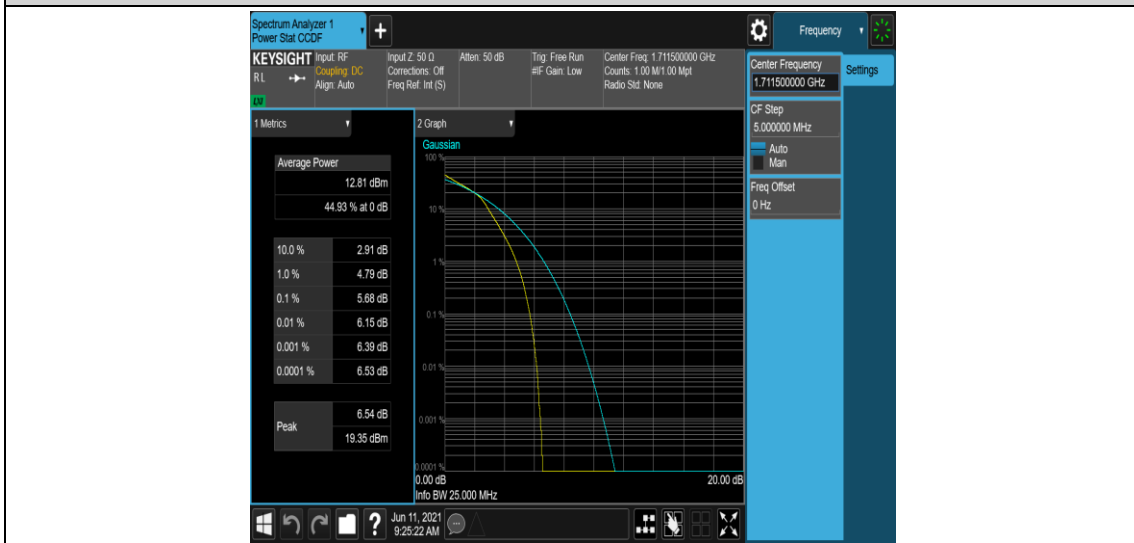 Spectrum Analyzer 1
Power Stat CCDF
+
Frequency
KEYSIGHT
RL
LXI
Input: RF
Coupling: DC
Align: Auto
Input Z: 50 Ω
Corrections: Off
Freq Ref: Int (S)
Atten: 50 dB
Trig: Free Run
#IF Gain: Low
Center Freq: 1.711500000 GHz
Counts: 1.00 M/1.00 Mpt
Radio Std: None
Center Frequency
1.711500000 GHz
Settings
CF Step
5.000000 MHz
Auto
Man
Freq Offset
0 Hz
1 Metrics
Average Power
12.81 dBm
44.93 % at 0 dB
10.0 % 2.91 dB
1.0 % 4.79 dB
0.1 % 5.68 dB
0.01 % 6.15 dB
0.001 % 6.39 dB
0.0001 % 6.53 dB
Peak
6.54 dB
19.35 dBm
2 Graph
Gaussian
100 %
10 %
1 %
0.1 %
0.01 %
0.001 %
0.0001 %
0.00 dB 20.00 dB
Info BW 25.000 MHz
?
Jun 11, 2021
9:25:22 AM